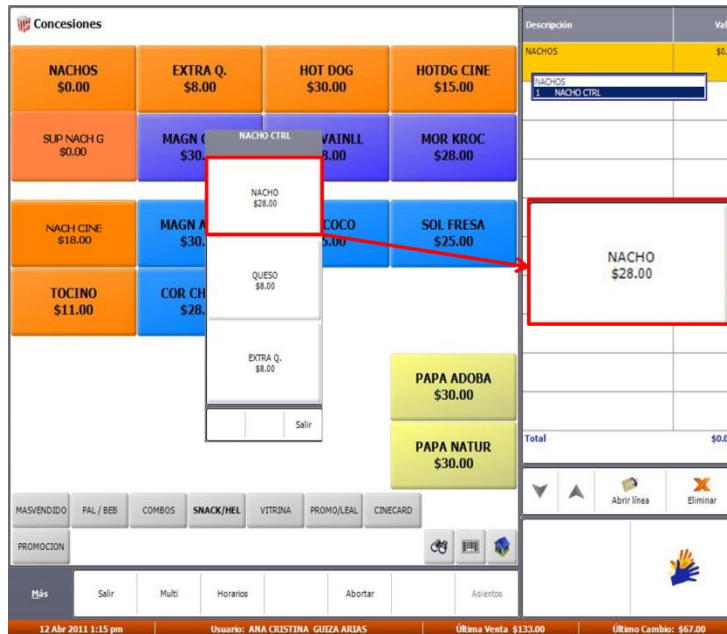 Concesiones
Descripción
NACHOS
$0.00
EXTRA Q.
$8.00
HOT DOG
$30.00
HOTDG CINE
$15.00
NACHOS
NACHOS
1 NACHO CTRL
SUP NACH G
$0.00
MAGN
$30.
NACHO CTRL
VAINLL
MOR KROC
$28.00
NACHO
$28.00
NACH CINE
$18.00
MAGN A
$30.
COCO
SOL FRESA
$25.00
NACHO
$28.00
QUESO
$8.00
TOCINO
$11.00
COR CH
$28.
EXTRA Q.
$8.00
PAPA ADOBA
$30.00
Salir
Total
PAPA NATUR
$30.00
Abrir línea
Eliminar
MASVENDIDO
PAL / BEB
COMBOS
SNACK/HEL
VITRINA
PROMO/LEAL
CINECARD
PROMOCION
Más
Salir
Multi
Horarios
Abortar
Asientos
12 Abr 2011 1:15 pm
Usuario: ANA CRISTINA GUIZA ARIAS
Última Venta $133.00
Último Cambio: $67.00